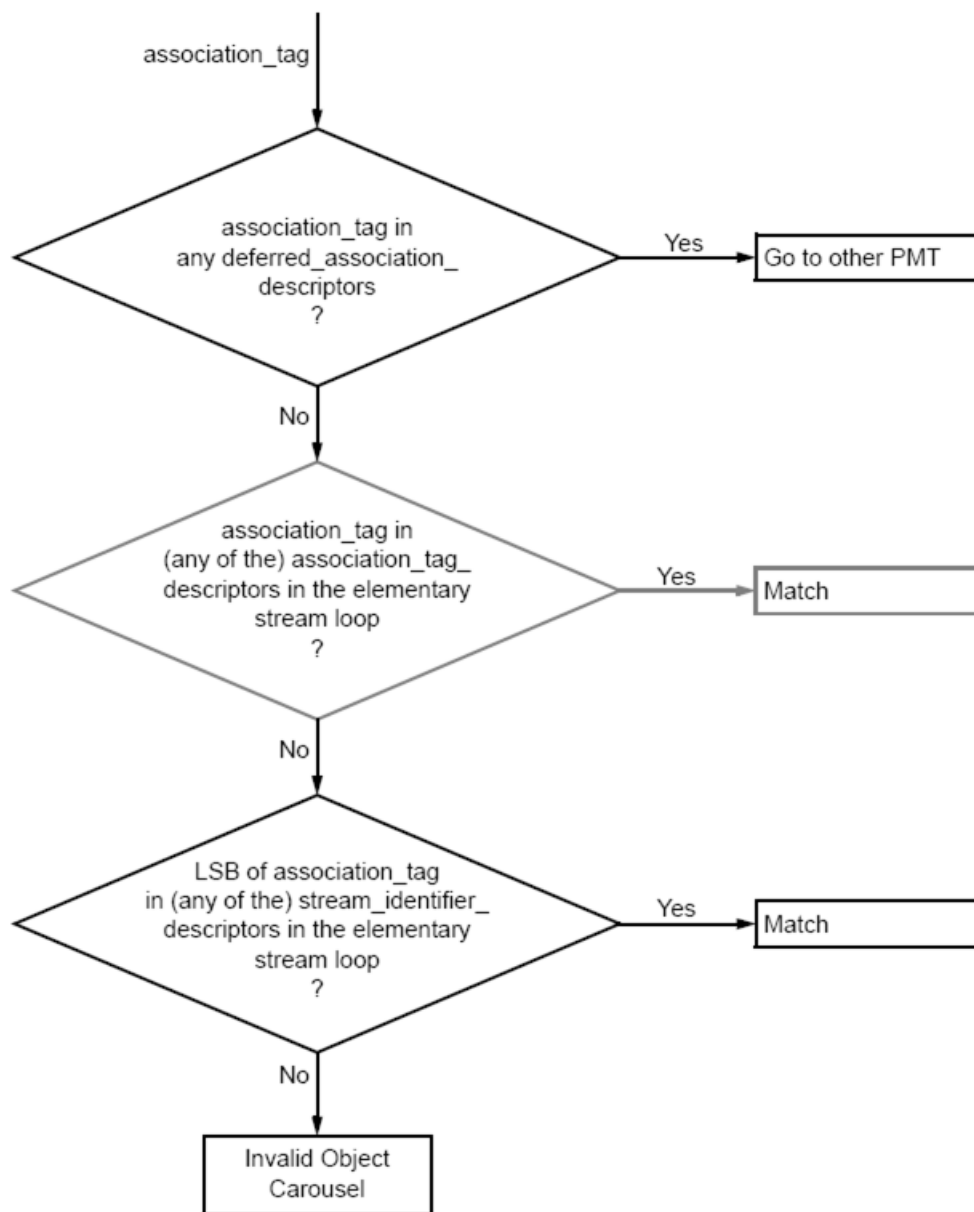 association_tag
association_tag in
any deferred_association_
descriptors
?
Yes
Go to other PMT
No
association_tag in
(any of the) association_tag_
descriptors in the elementary
stream loop
?
Yes
Match
No
LSB of association_tag
in (any of the) stream_identifier_
descriptors in the elementary
stream loop
?
Yes
Match
No
Invalid Object
Carousel